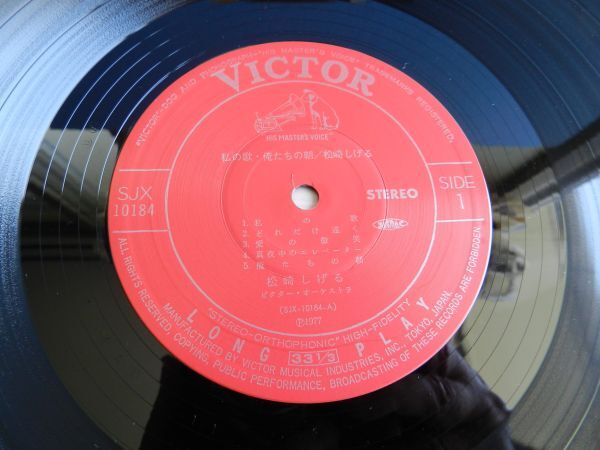 "VICTOR"-DOG AND PHONOGRAPH-"HIS MASTER'S VOICE" TRADEMARKS REGISTERED.
VICTOR
HIS MASTER'S VOICE
私の歌・俺たちの朝/松崎しげる
SJX
10184
STEREO
SIDE
1
1. 私の歌
2. どれだけ遠く
3. 愛の微笑
4. 真夜中のエレベーター
5. 俺たちの朝
松崎しげる
ビクター・オーケストラ
(SJX-10184-A)
Ⓟ1977
"STEREO-ORTHOPHONIC" HIGH-FIDELITY
LONG 33 1/3 PLAY
MANUFACTURED BY VICTOR MUSICAL INDUSTRIES, INC., TOKYO, JAPAN.
ALL RIGHTS RESERVED. COPYING, PUBLIC PERFORMANCE, BROADCASTING OF THESE RECORDS ARE FORBIDDEN